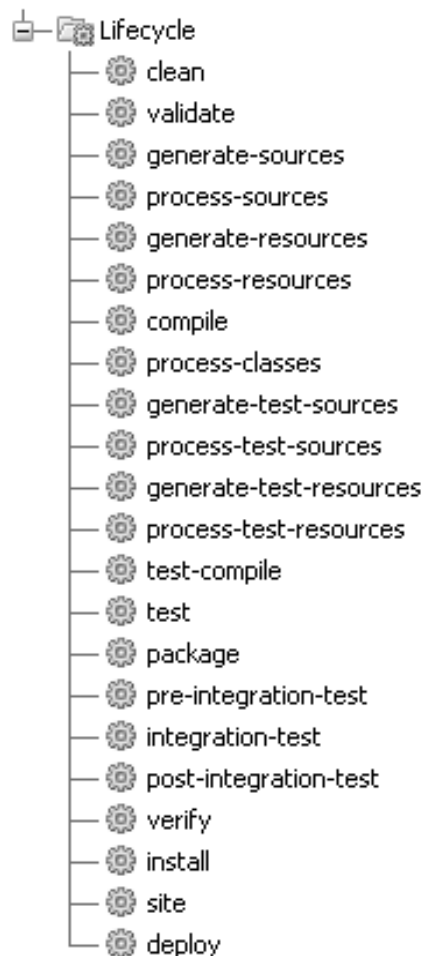 Lifecycle
clean
validate
generate-sources
process-sources
generate-resources
process-resources
compile
process-classes
generate-test-sources
process-test-sources
generate-test-resources
process-test-resources
test-compile
test
package
pre-integration-test
integration-test
post-integration-test
verify
install
site
deploy